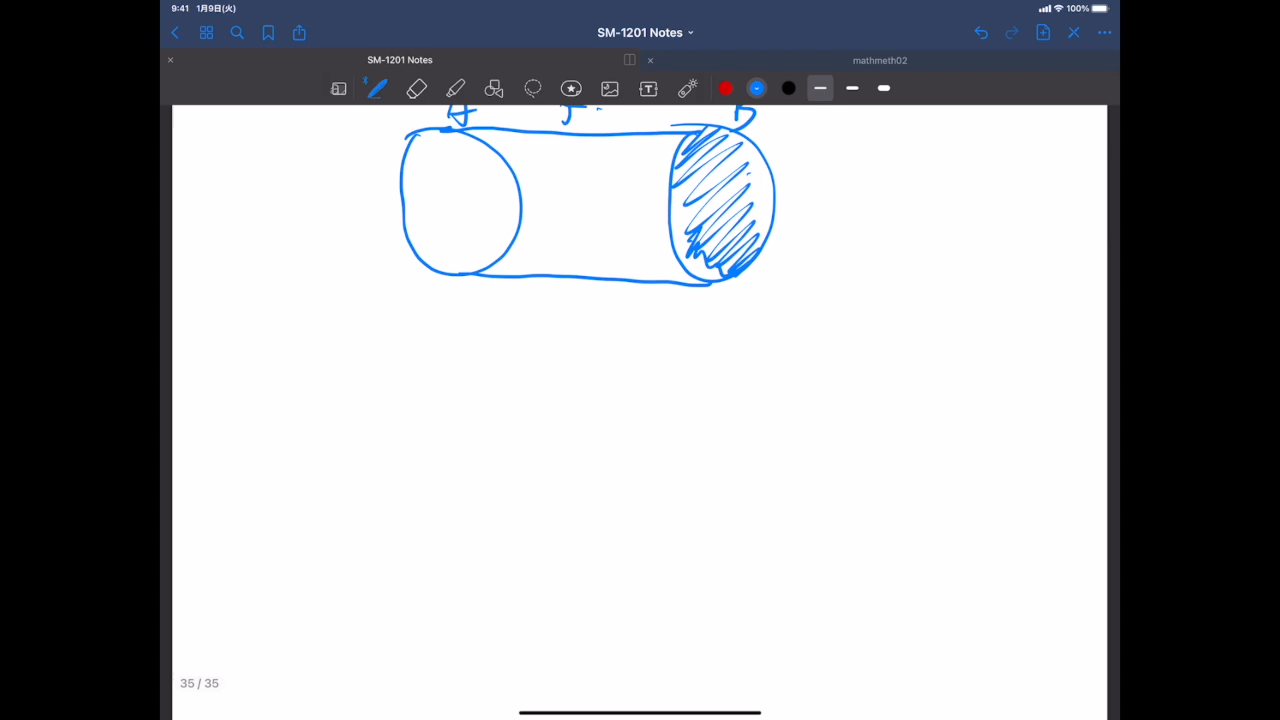 9:41 1月9日(火) 100%
SM-1201 Notes
SM-1201 Notes mathmeth02
35 / 35